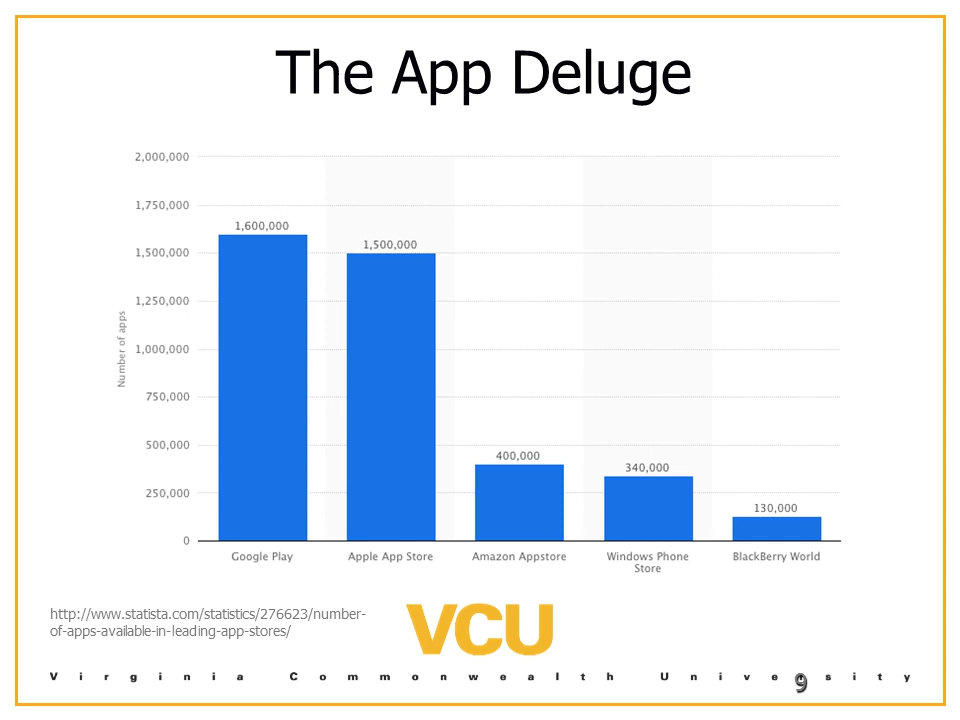 The App Deluge
2,000,000
1,750,000
1,600,000
1,500,000
1,500,000
1,250,000
1,000,000
750,000
500,000
400,000
340,000
250,000
130,000
0
Number of apps
Google Play
Apple App Store
Amazon Appstore
Windows Phone
Store
BlackBerry World
http://www.statista.com/statistics/276623/number-
of-apps-available-in-leading-app-stores/
VCU
Virginia Commonwealth University
9